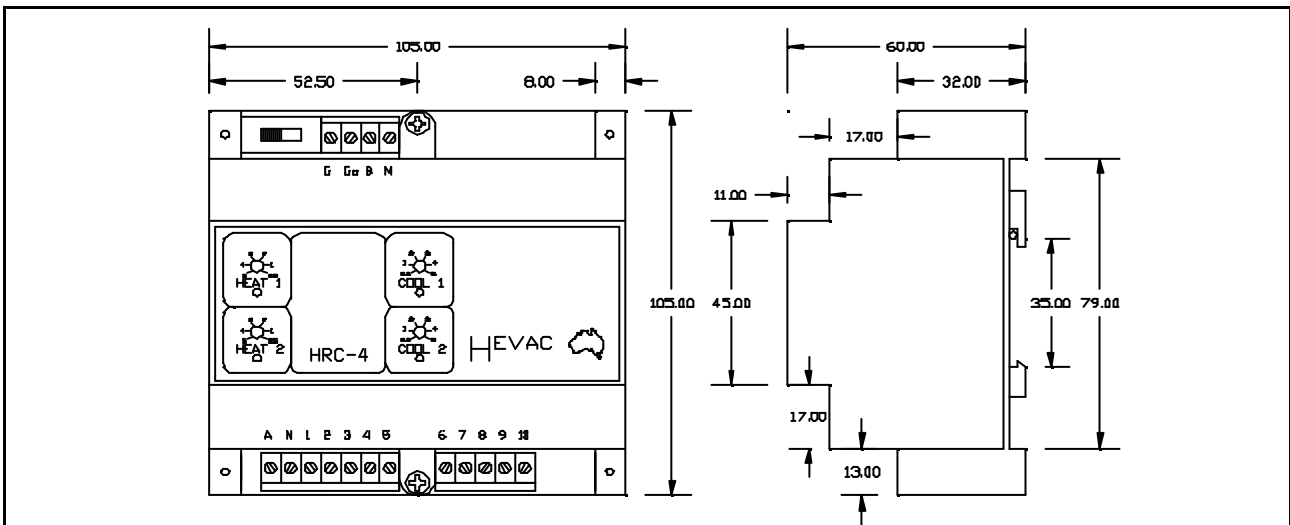 105.00
60.00
52.50
8.00
32.00
17.00
G Go B N
11.00
HEAT 1
COOL 1
105.00
45.00
35.00
79.00
HEAT 2
HRC-4
COOL 2
HEVAC
17.00
A N 1 2 3 4 5
6 7 8 9 10
13.00